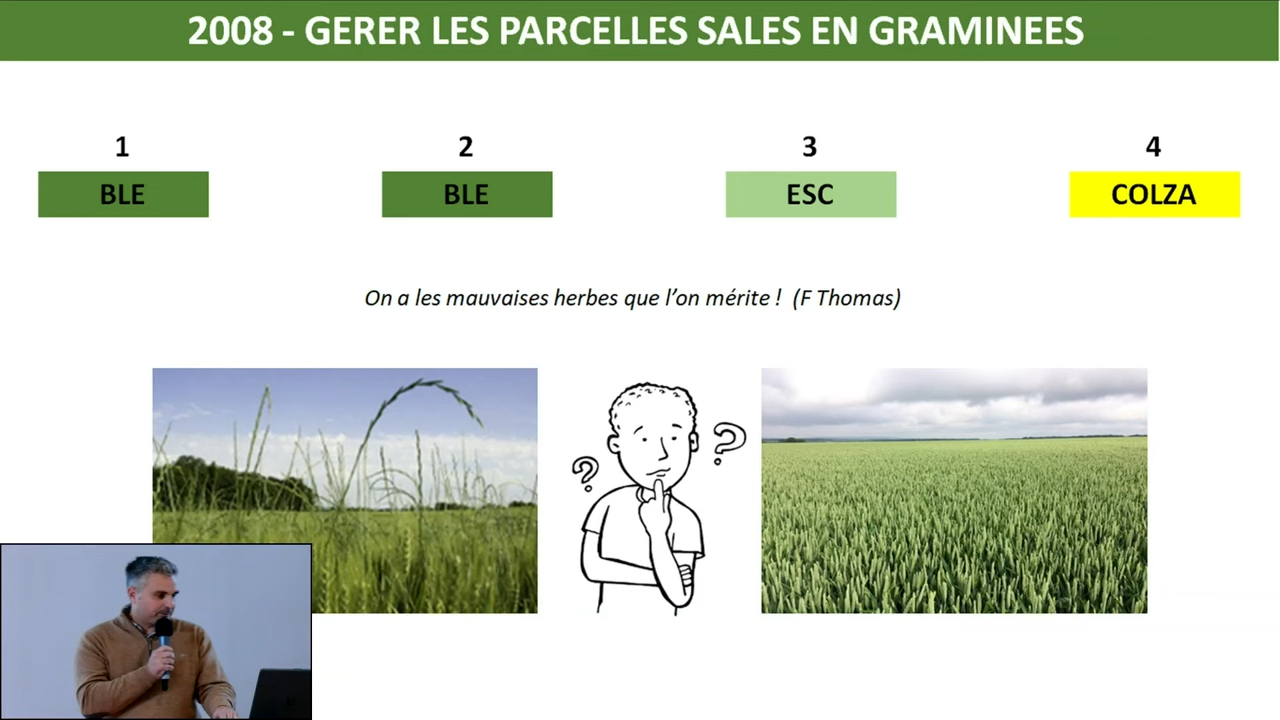 2008 - GERER LES PARCELLES SALES EN GRAMINEES
1 2 3 4
BLE BLE ESC COLZA
On a les mauvaises herbes que l’on mérite ! (F Thomas)
? ?